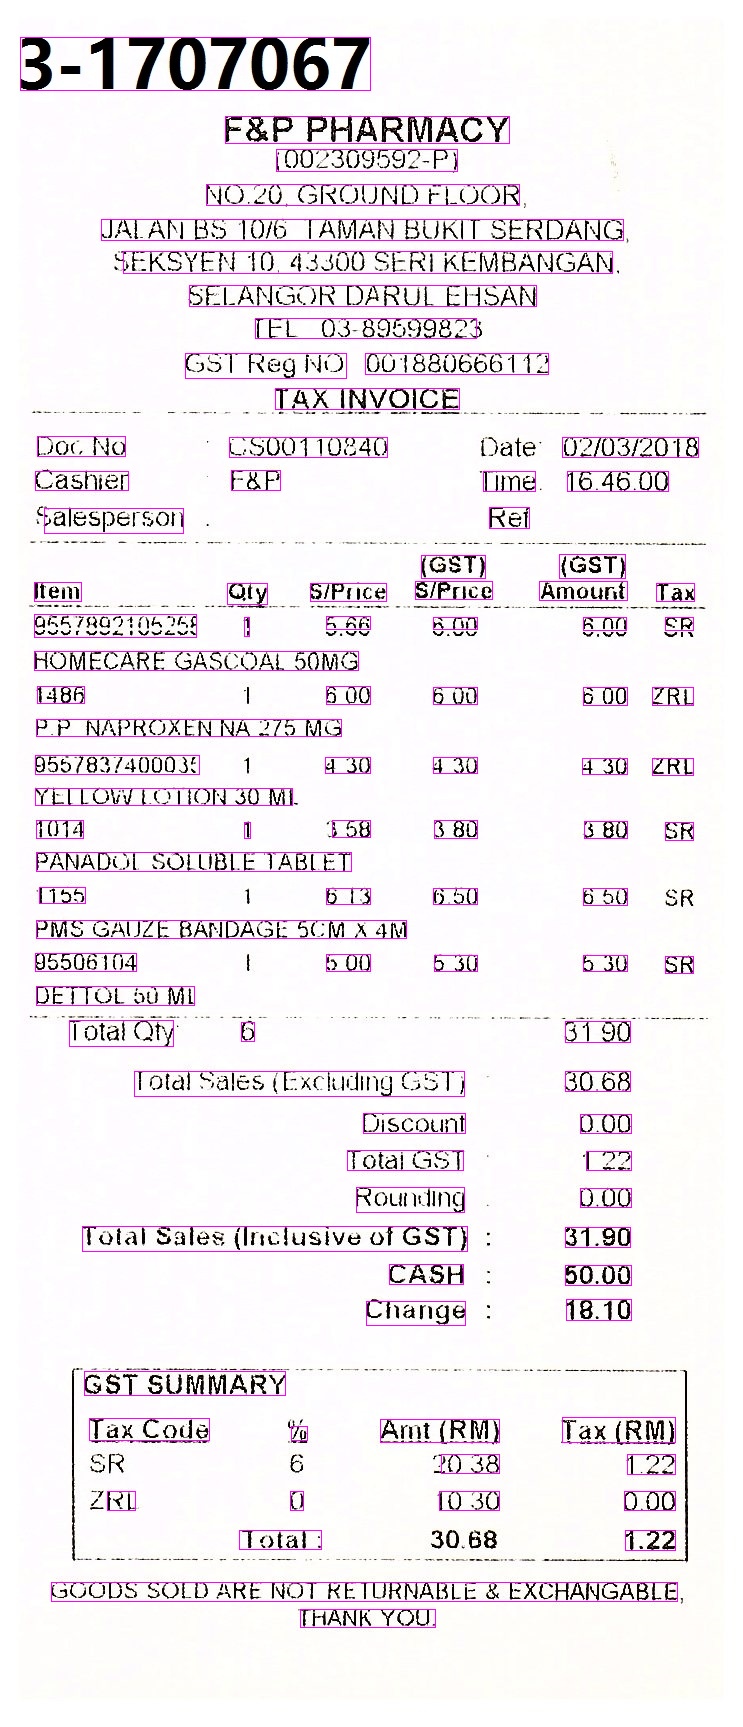 3-1707067
F&P PHARMACY
(002309592-P)
NO.20, GROUND FLOOR,
JALAN BS 10/6 TAMAN BUKIT SERDANG,
SEKSYEN 10, 43300 SERI KEMBANGAN,
SELANGOR DARUL EHSAN
TEL 03-89599823
GST Reg NO 001880666112
TAX INVOICE
Doc No : CS00110840 Date: 02/03/2018
Cashier F&P Time: 16:46:00
Salesperson : Ref
(GST) (GST)
Item Qty S/Price S/Price Amount Tax
9557892105258 1 5.66 6.00 6.00 SR
HOMECARE GASCOAL 50MG
1486 1 6.00 6.00 6.00 ZRL
P.P. NAPROXEN NA 275 MG
9557837400035 1 4.30 4.30 4.30 ZRL
YELLOW LOTION 30 ML
1014 1 3.58 3.80 3.80 SR
PANADOL SOLUBLE TABLET
1155 1 6.13 6.50 6.50 SR
PMS GAUZE BANDAGE 5CM X 4M
95506104 1 5.00 5.30 5.30 SR
DETTOL 50 ML
Total Qty 6 31.90
Total Sales (Excluding GST) : 30.68
Discount : 0.00
Total GST : 1.22
Rounding : 0.00
Total Sales (Inclusive of GST) : 31.90
CASH : 50.00
Change : 18.10
GST SUMMARY
Tax Code % Amt (RM) Tax (RM)
SR 6 20.38 1.22
ZRL 0 10.30 0.00
Total : 30.68 1.22
GOODS SOLD ARE NOT RETURNABLE & EXCHANGABLE,
THANK YOU.